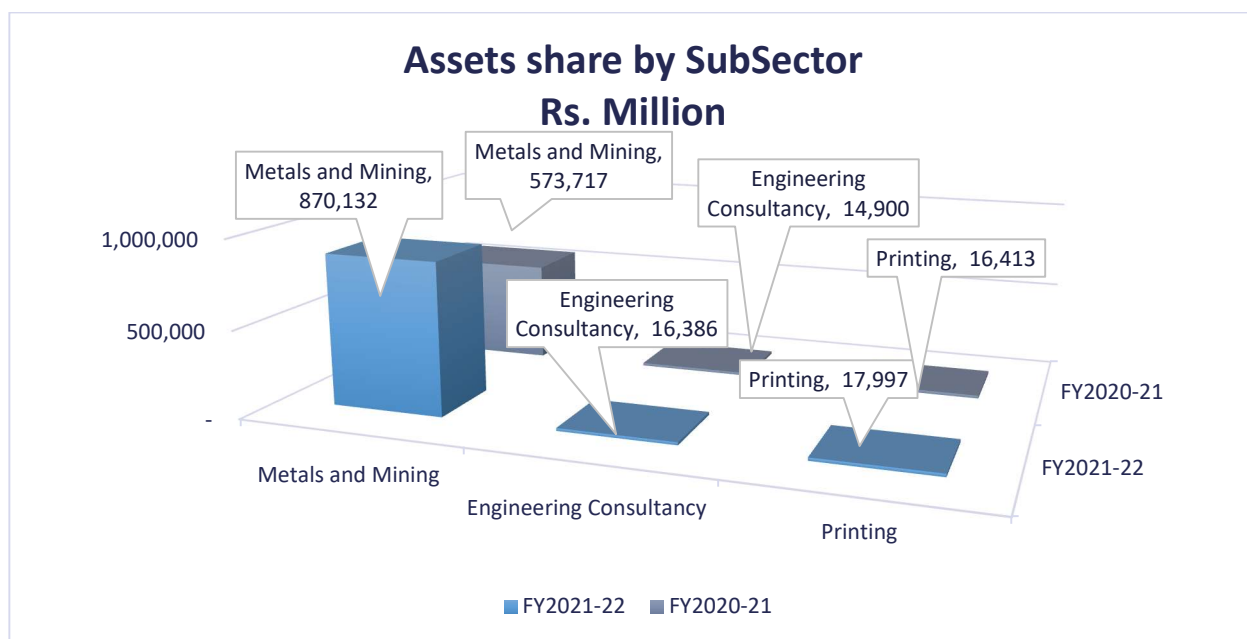 Assets share by SubSector
Rs. Million
Metals and Mining,
870,132
Metals and Mining,
573,717
Engineering
Consultancy, 14,900
Printing, 16,413
Engineering
Consultancy, 16,386
Printing, 17,997
1,000,000
500,000
-
Metals and Mining
Engineering Consultancy
Printing
FY2020-21
FY2021-22
FY2021-22
FY2020-21